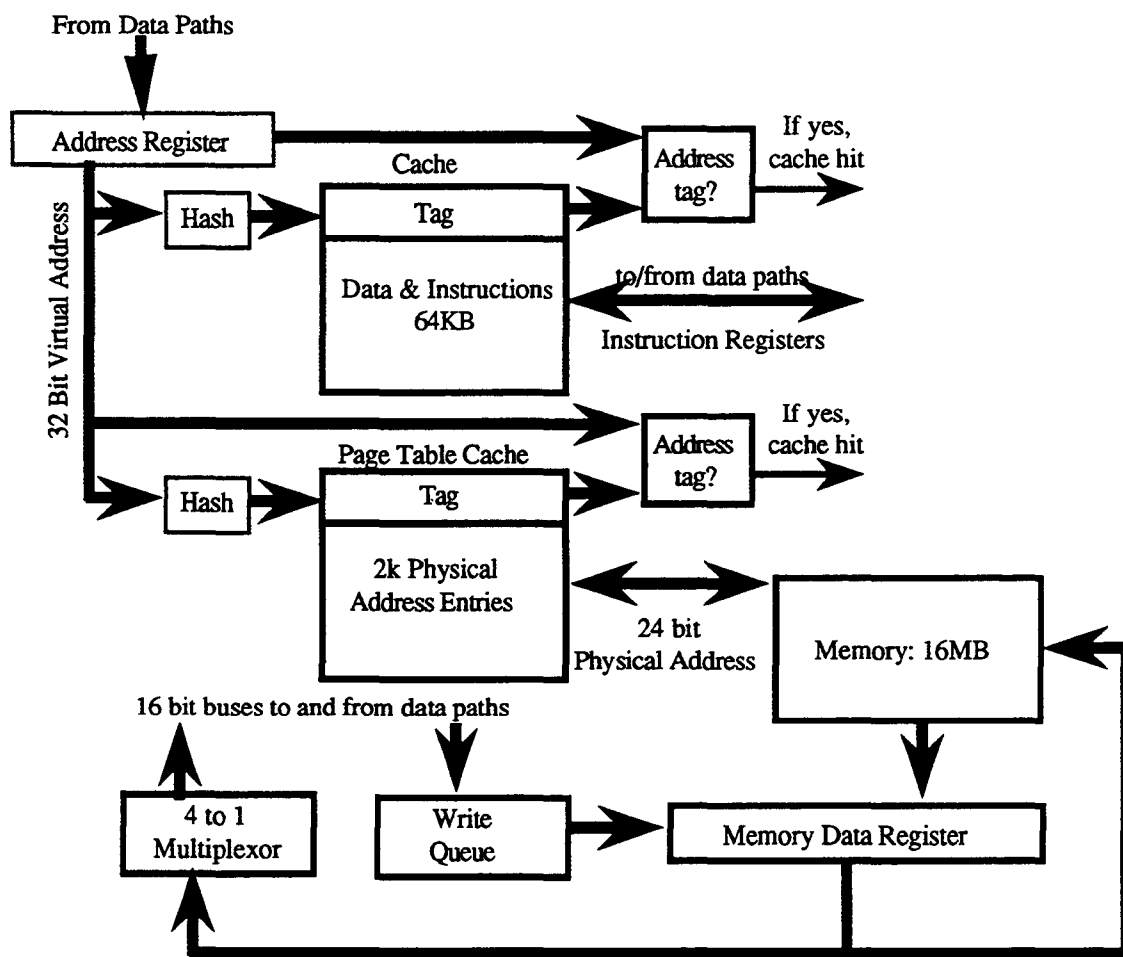 From Data Paths
Address Register
Cache
Address
tag?
If yes,
cache hit
Hash
Tag
Data & Instructions
64KB
to/from data paths
Instruction Registers
32 Bit Virtual Address
Page Table Cache
Address
tag?
If yes,
cache hit
Hash
Tag
2k Physical
Address Entries
24 bit
Physical Address
Memory: 16MB
16 bit buses to and from data paths
4 to 1
Multiplexor
Write
Queue
Memory Data Register